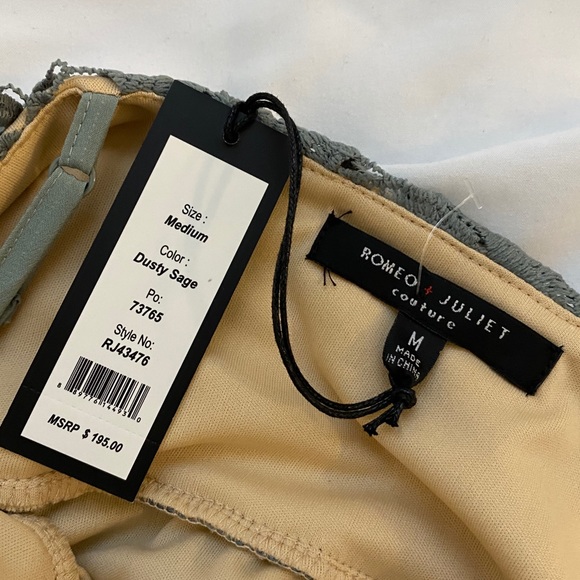 Size :
Medium
Color :
Dusty Sage
Po:
73765
Style No:
RJ43476
MSRP $ 195.00
ROMEO + JULIET
couture
M
MADE
IN CHINA